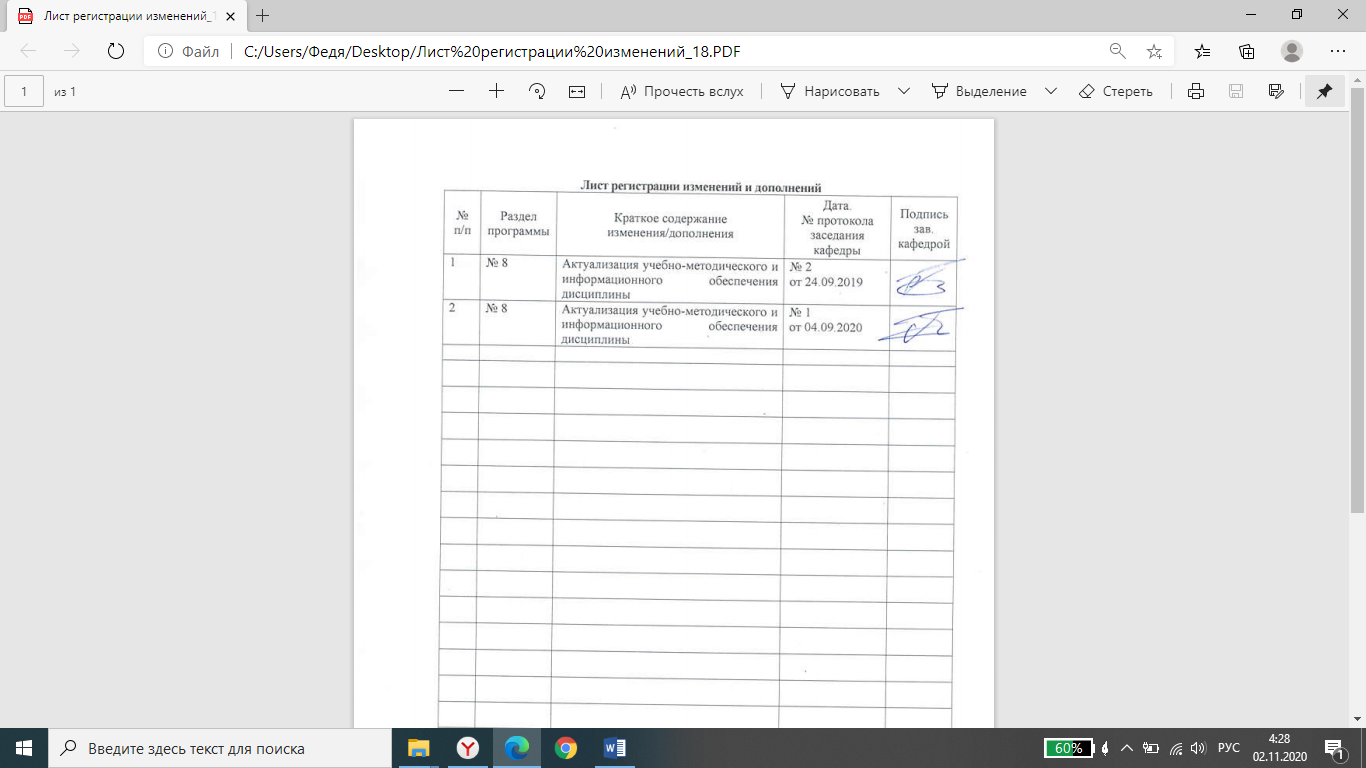 Лист регистрации изменений_1
Файл
C:/Users/Федя/Desktop/Лист%20регистрации%20изменений_18.PDF
1 из 1
Прочесть вслух
Нарисовать
Выделение
Стереть
Лист регистрации изменений и дополнений
№ п/п
Раздел программы
Краткое содержание изменения/дополнения
Дата. № протокола заседания кафедры
Подпись зав. кафедрой
1 № 8 Актуализация учебно-методического и № 2
информационного обеспечения от 24.09.2019
дисциплины
2 № 8 Актуализация учебно-методического и № 1
информационного обеспечения от 04.09.2020
дисциплины
Введите здесь текст для поиска
60%
РУС
4:28
02.11.2020
1